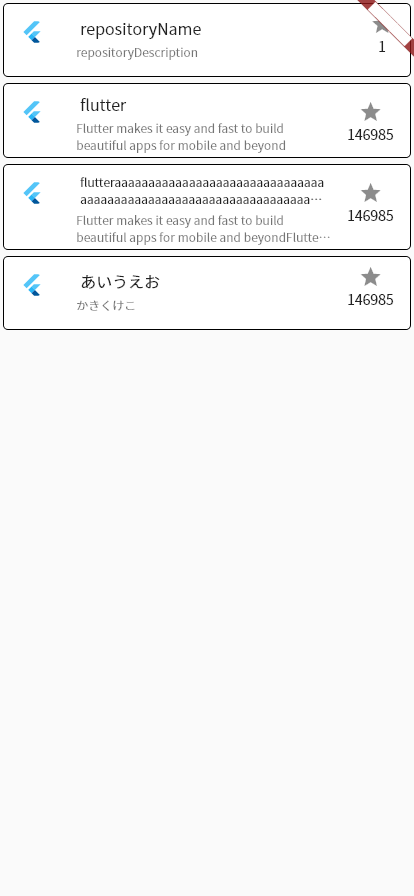 repositoryName
repositoryDescription
1
flutter
Flutter makes it easy and fast to build
beautiful apps for mobile and beyond
146985
flutteraaaaaaaaaaaaaaaaaaaaaaaaaaaaaaa
aaaaaaaaaaaaaaaaaaaaaaaaaaaaaaaaaa…
Flutter makes it easy and fast to build
beautiful apps for mobile and beyondFlutte…
146985
あいうえお
かきくけこ
146985